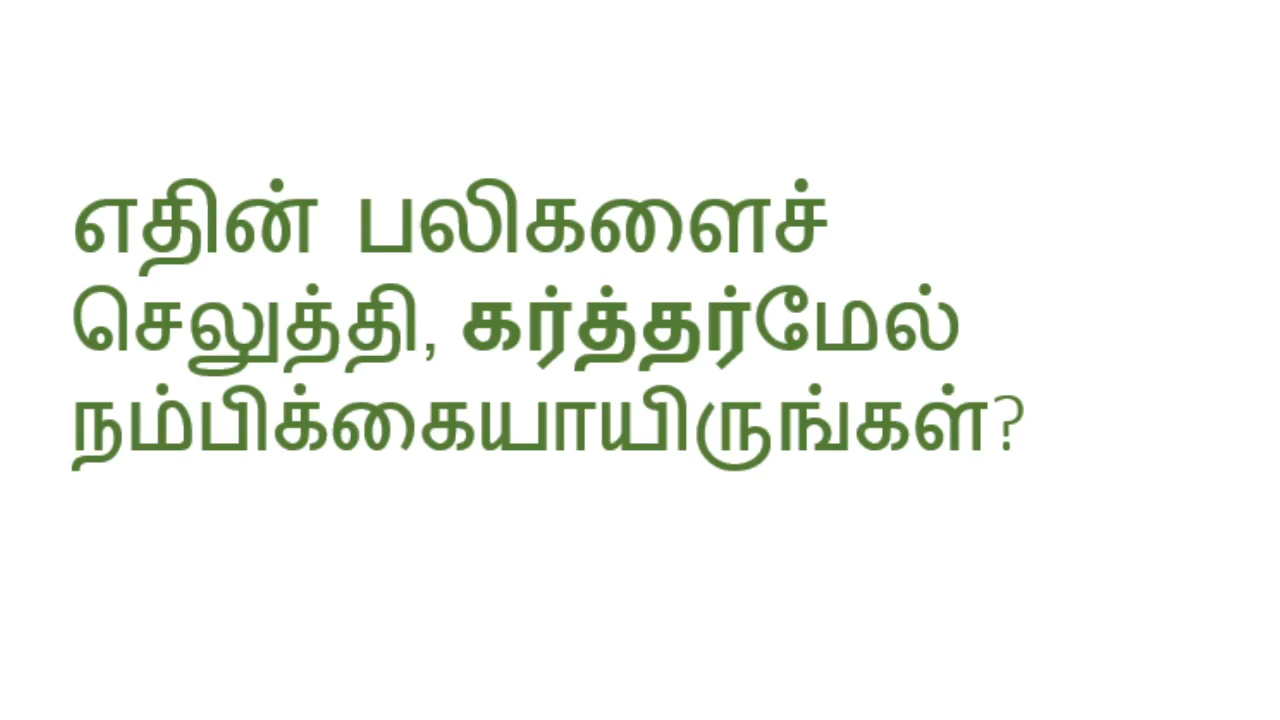 எதின் பலிகளைச்
செலுத்தி, கர்த்தர்மேல்
நம்பிக்கையாயிருங்கள்?